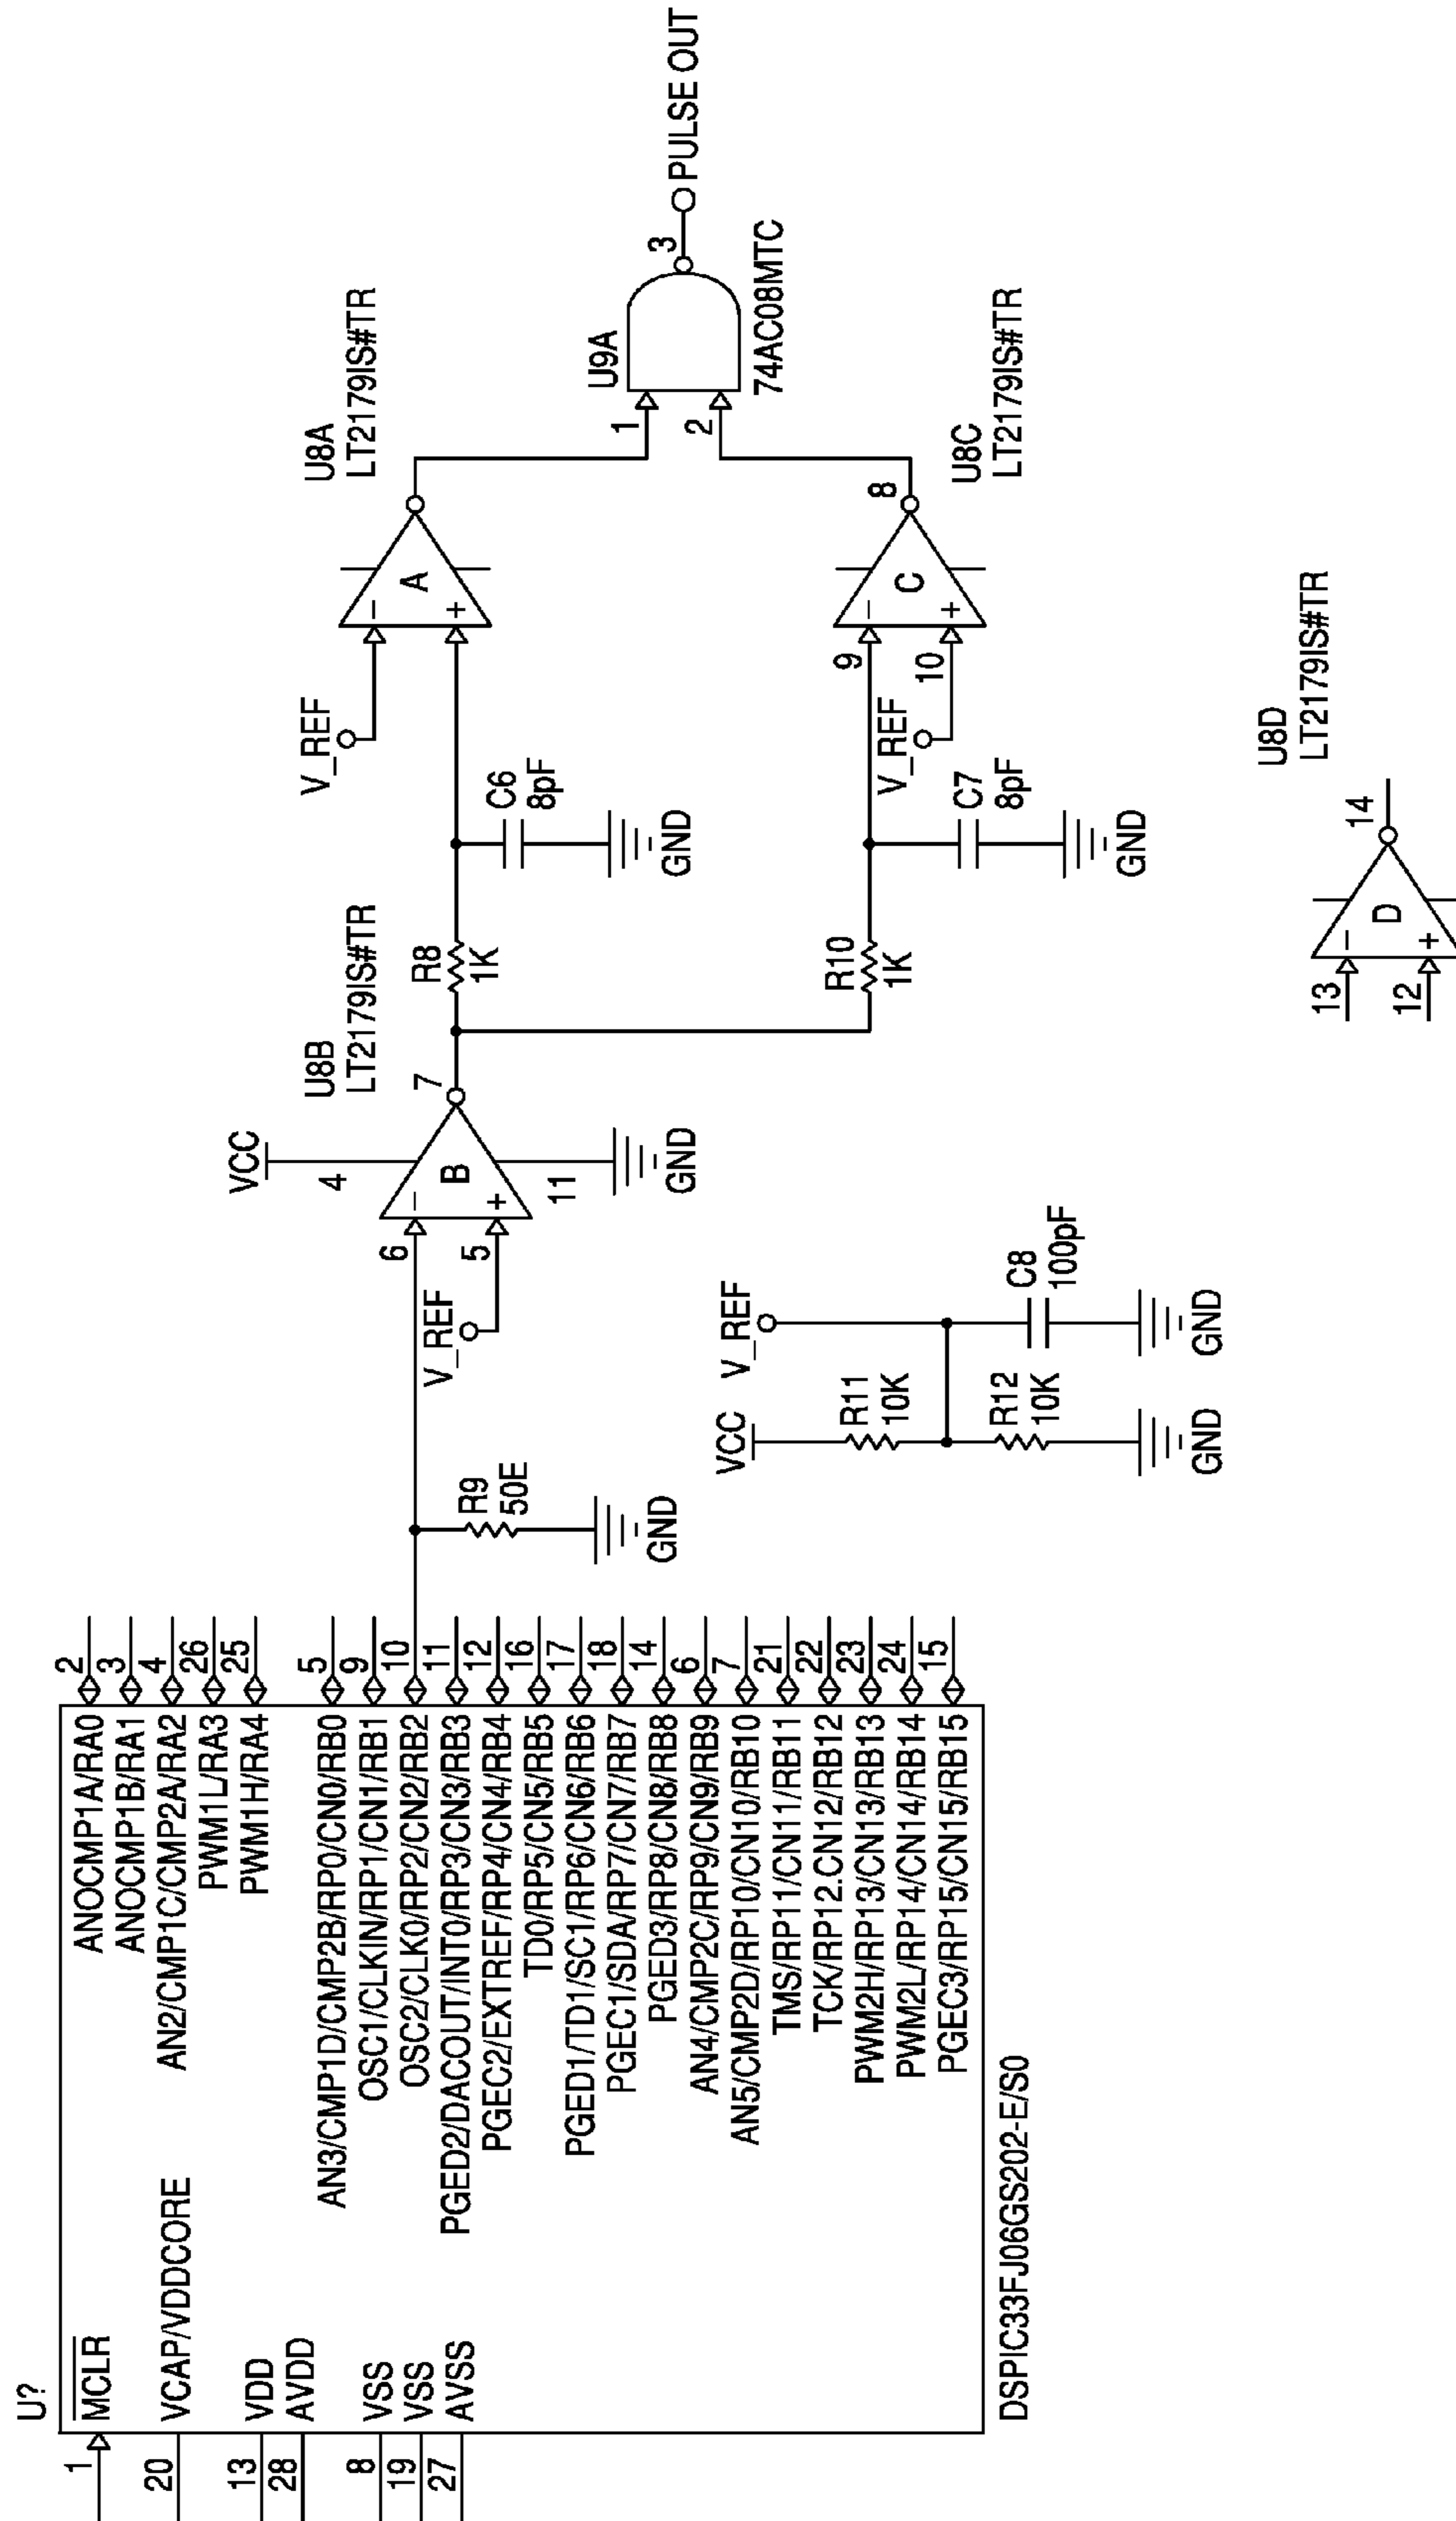 U?
1 MCLR
20 VCAP/VDDCORE
13 VDD
28 AVDD
8 VSS
19 VSS
27 AVSS
ANOCMP1A/RA0 2
ANOCMP1B/RA1 3
AN2/CMP1C/CMP2A/RA2 4
PWM1L/RA3 26
PWM1H/RA4 25
AN3/CMP1D/CMP2B/RP0/CN0/RB0 5
OSC1/CLKIN/RP1/CN1/RB1 9
OSC2/CLK0/RP2/CN2/RB2 10
PGED2/DACOUT/INT0/RP3/CN3/RB3 11
PGEC2/EXTREF/RP4/CN4/RB4 12
TD0/RP5/CN5/RB5 16
PGED1/TD1/SC1/RP6/CN6/RB6 17
PGEC1/SDA/RP7/CN7/RB7 18
PGED3/RP8/CN8/RB8 14
AN4/CMP2C/RP9/CN9/RB9 6
AN5/CMP2D/RP10/CN10/RB10 7
TMS/RP11/CN11/RB11 21
TCK/RP12.CN12/RB12 22
PWM2H/RP13/CN13/RB13 23
PWM2L/RP14/CN14/RB14 24
PGEC3/RP15/CN15/RB15 15
DSPIC33FJ06GS202-E/S0
R9
50E
GND
VCC
R11
10K
R12
10K
GND
V_REF
C8
100pF
GND
V_REF
VCC
4
6 −
B
5 +
11
GND
7
U8B
LT2179IS#TR
R8
1K
R10
1K
C6
8pF
GND
C7
8pF
GND
V_REF
−
A
+
U8A
LT2179IS#TR
V_REF
9 −
C
10 +
8
U8C
LT2179IS#TR
13 −
D
12 +
14
U8D
LT2179IS#TR
U9A
1
2
3
74AC08MTC
PULSE OUT